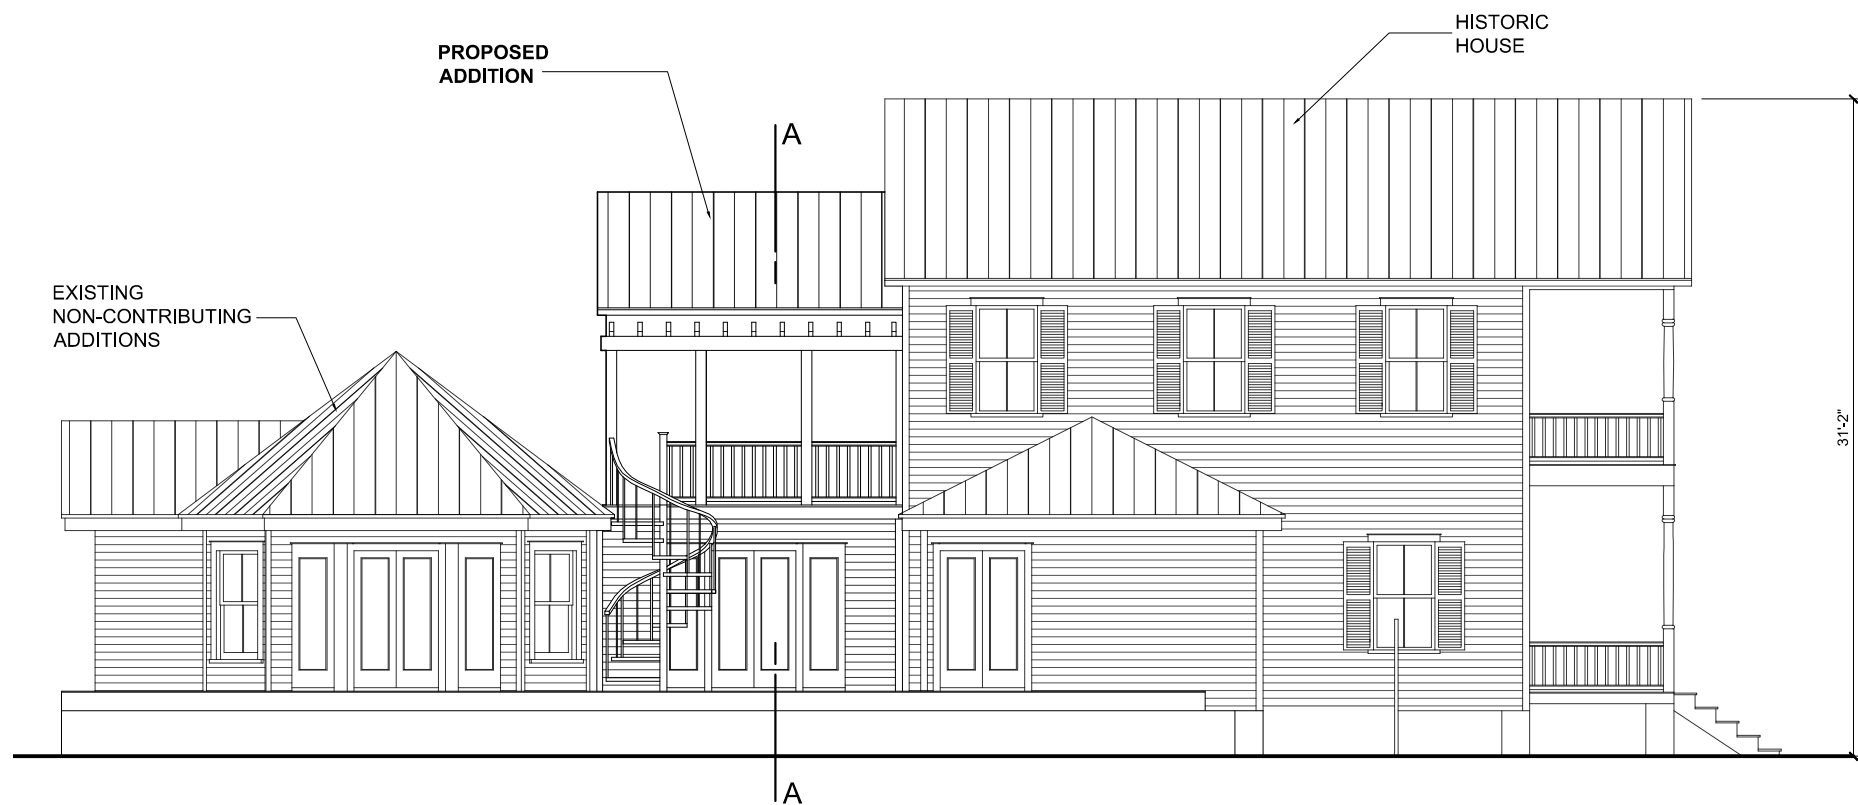 HISTORIC
HOUSE
PROPOSED
ADDITION
A
EXISTING
NON-CONTRIBUTING
ADDITIONS
31'-2"
A